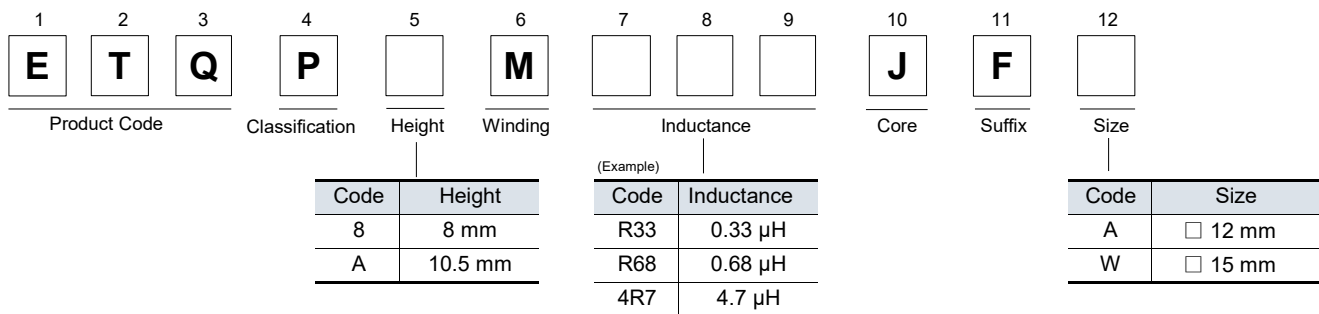 1 2 3 4 5 6 7 8 9 10 11 12
E T Q P M J F
Product Code Classification Height Winding Inductance Core Suffix Size
(Example)
Code Height Code Inductance Code Size
8 8 mm R33 0.33 µH A □ 12 mm
A 10.5 mm R68 0.68 µH W □ 15 mm
4R7 4.7 µH